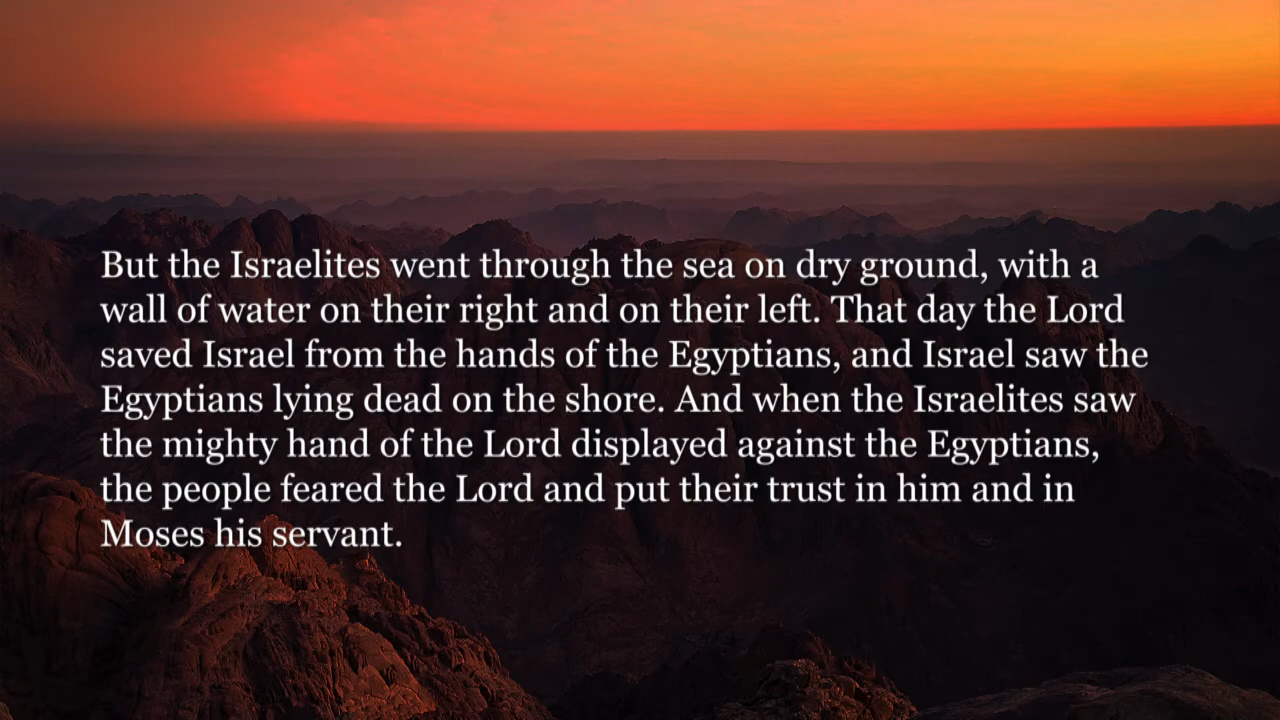 But the Israelites went through the sea on dry ground, with a
wall of water on their right and on their left. That day the Lord
saved Israel from the hands of the Egyptians, and Israel saw the
Egyptians lying dead on the shore. And when the Israelites saw
the mighty hand of the Lord displayed against the Egyptians,
the people feared the Lord and put their trust in him and in
Moses his servant.